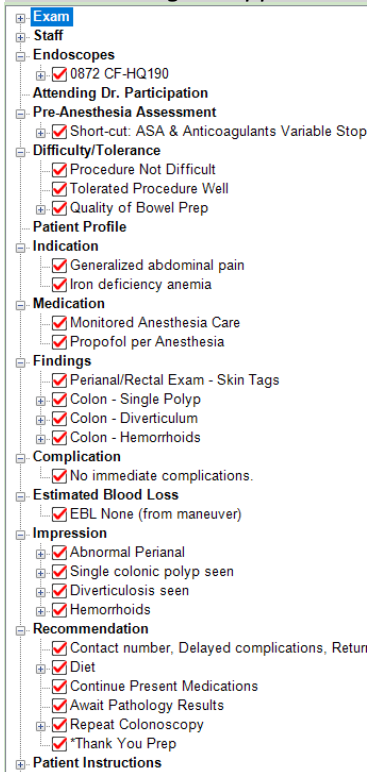 Exam
Staff
Endoscopes
0872 CF-HQ190
Attending Dr. Participation
Pre-Anesthesia Assessment
Short-cut: ASA & Anticoagulants Variable Stop
Difficulty/Tolerance
Procedure Not Difficult
Tolerated Procedure Well
Quality of Bowel Prep
Patient Profile
Indication
Generalized abdominal pain
Iron deficiency anemia
Medication
Monitored Anesthesia Care
Propofol per Anesthesia
Findings
Perianal/Rectal Exam - Skin Tags
Colon - Single Polyp
Colon - Diverticulum
Colon - Hemorrhoids
Complication
No immediate complications.
Estimated Blood Loss
EBL None (from maneuver)
Impression
Abnormal Perianal
Single colonic polyp seen
Diverticulosis seen
Hemorrhoids
Recommendation
Contact number, Delayed complications, Return
Diet
Continue Present Medications
Await Pathology Results
Repeat Colonoscopy
*Thank You Prep
Patient Instructions